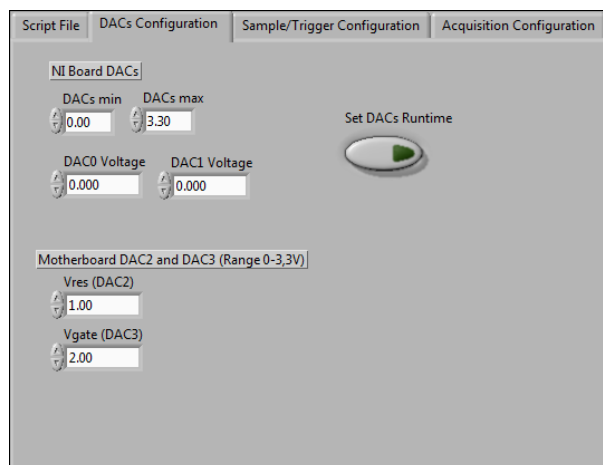 Script File
DACs Configuration
Sample/Trigger Configuration
Acquisition Configuration
NI Board DACs
DACs min
DACs max
0.00
3.30
Set DACs Runtime
DAC0 Voltage
DAC1 Voltage
0.000
0.000
Motherboard DAC2 and DAC3 (Range 0-3,3V)
Vres (DAC2)
1.00
Vgate (DAC3)
2.00